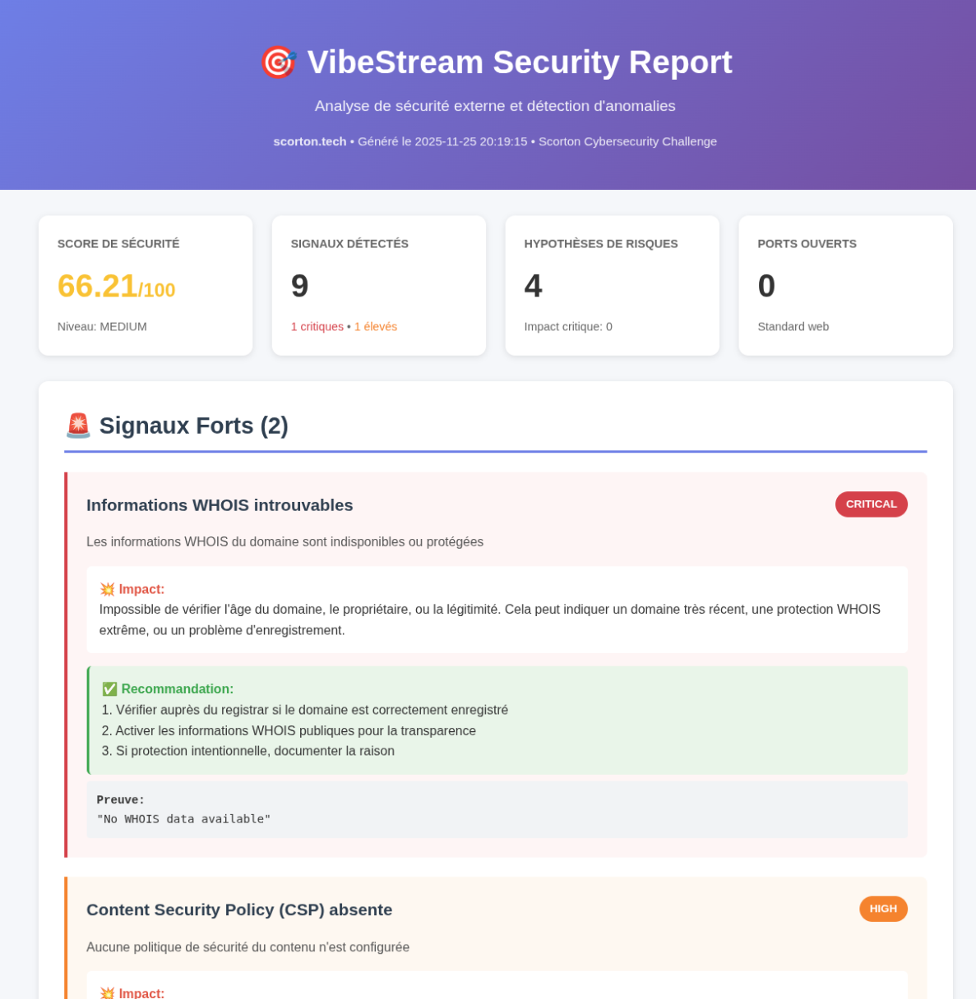 🎯 VibeStream Security Report
Analyse de sécurité externe et détection d'anomalies
scorton.tech • Généré le 2025-11-25 20:19:15 • Scorton Cybersecurity Challenge
SCORE DE SÉCURITÉ
66.21/100
Niveau: MEDIUM
SIGNAUX DÉTECTÉS
9
1 critiques • 1 élevés
HYPOTHÈSES DE RISQUES
4
Impact critique: 0
PORTS OUVERTS
0
Standard web
🚨 Signaux Forts (2)
Informations WHOIS introuvables
CRITICAL
Les informations WHOIS du domaine sont indisponibles ou protégées
💥 Impact:
Impossible de vérifier l'âge du domaine, le propriétaire, ou la légitimité. Cela peut indiquer un domaine très récent, une protection WHOIS
extrême, ou un problème d'enregistrement.
✅ Recommandation:
1. Vérifier auprès du registrar si le domaine est correctement enregistré
2. Activer les informations WHOIS publiques pour la transparence
3. Si protection intentionnelle, documenter la raison
Preuve:
"No WHOIS data available"
Content Security Policy (CSP) absente
HIGH
Aucune politique de sécurité du contenu n'est configurée
💥 Impact: